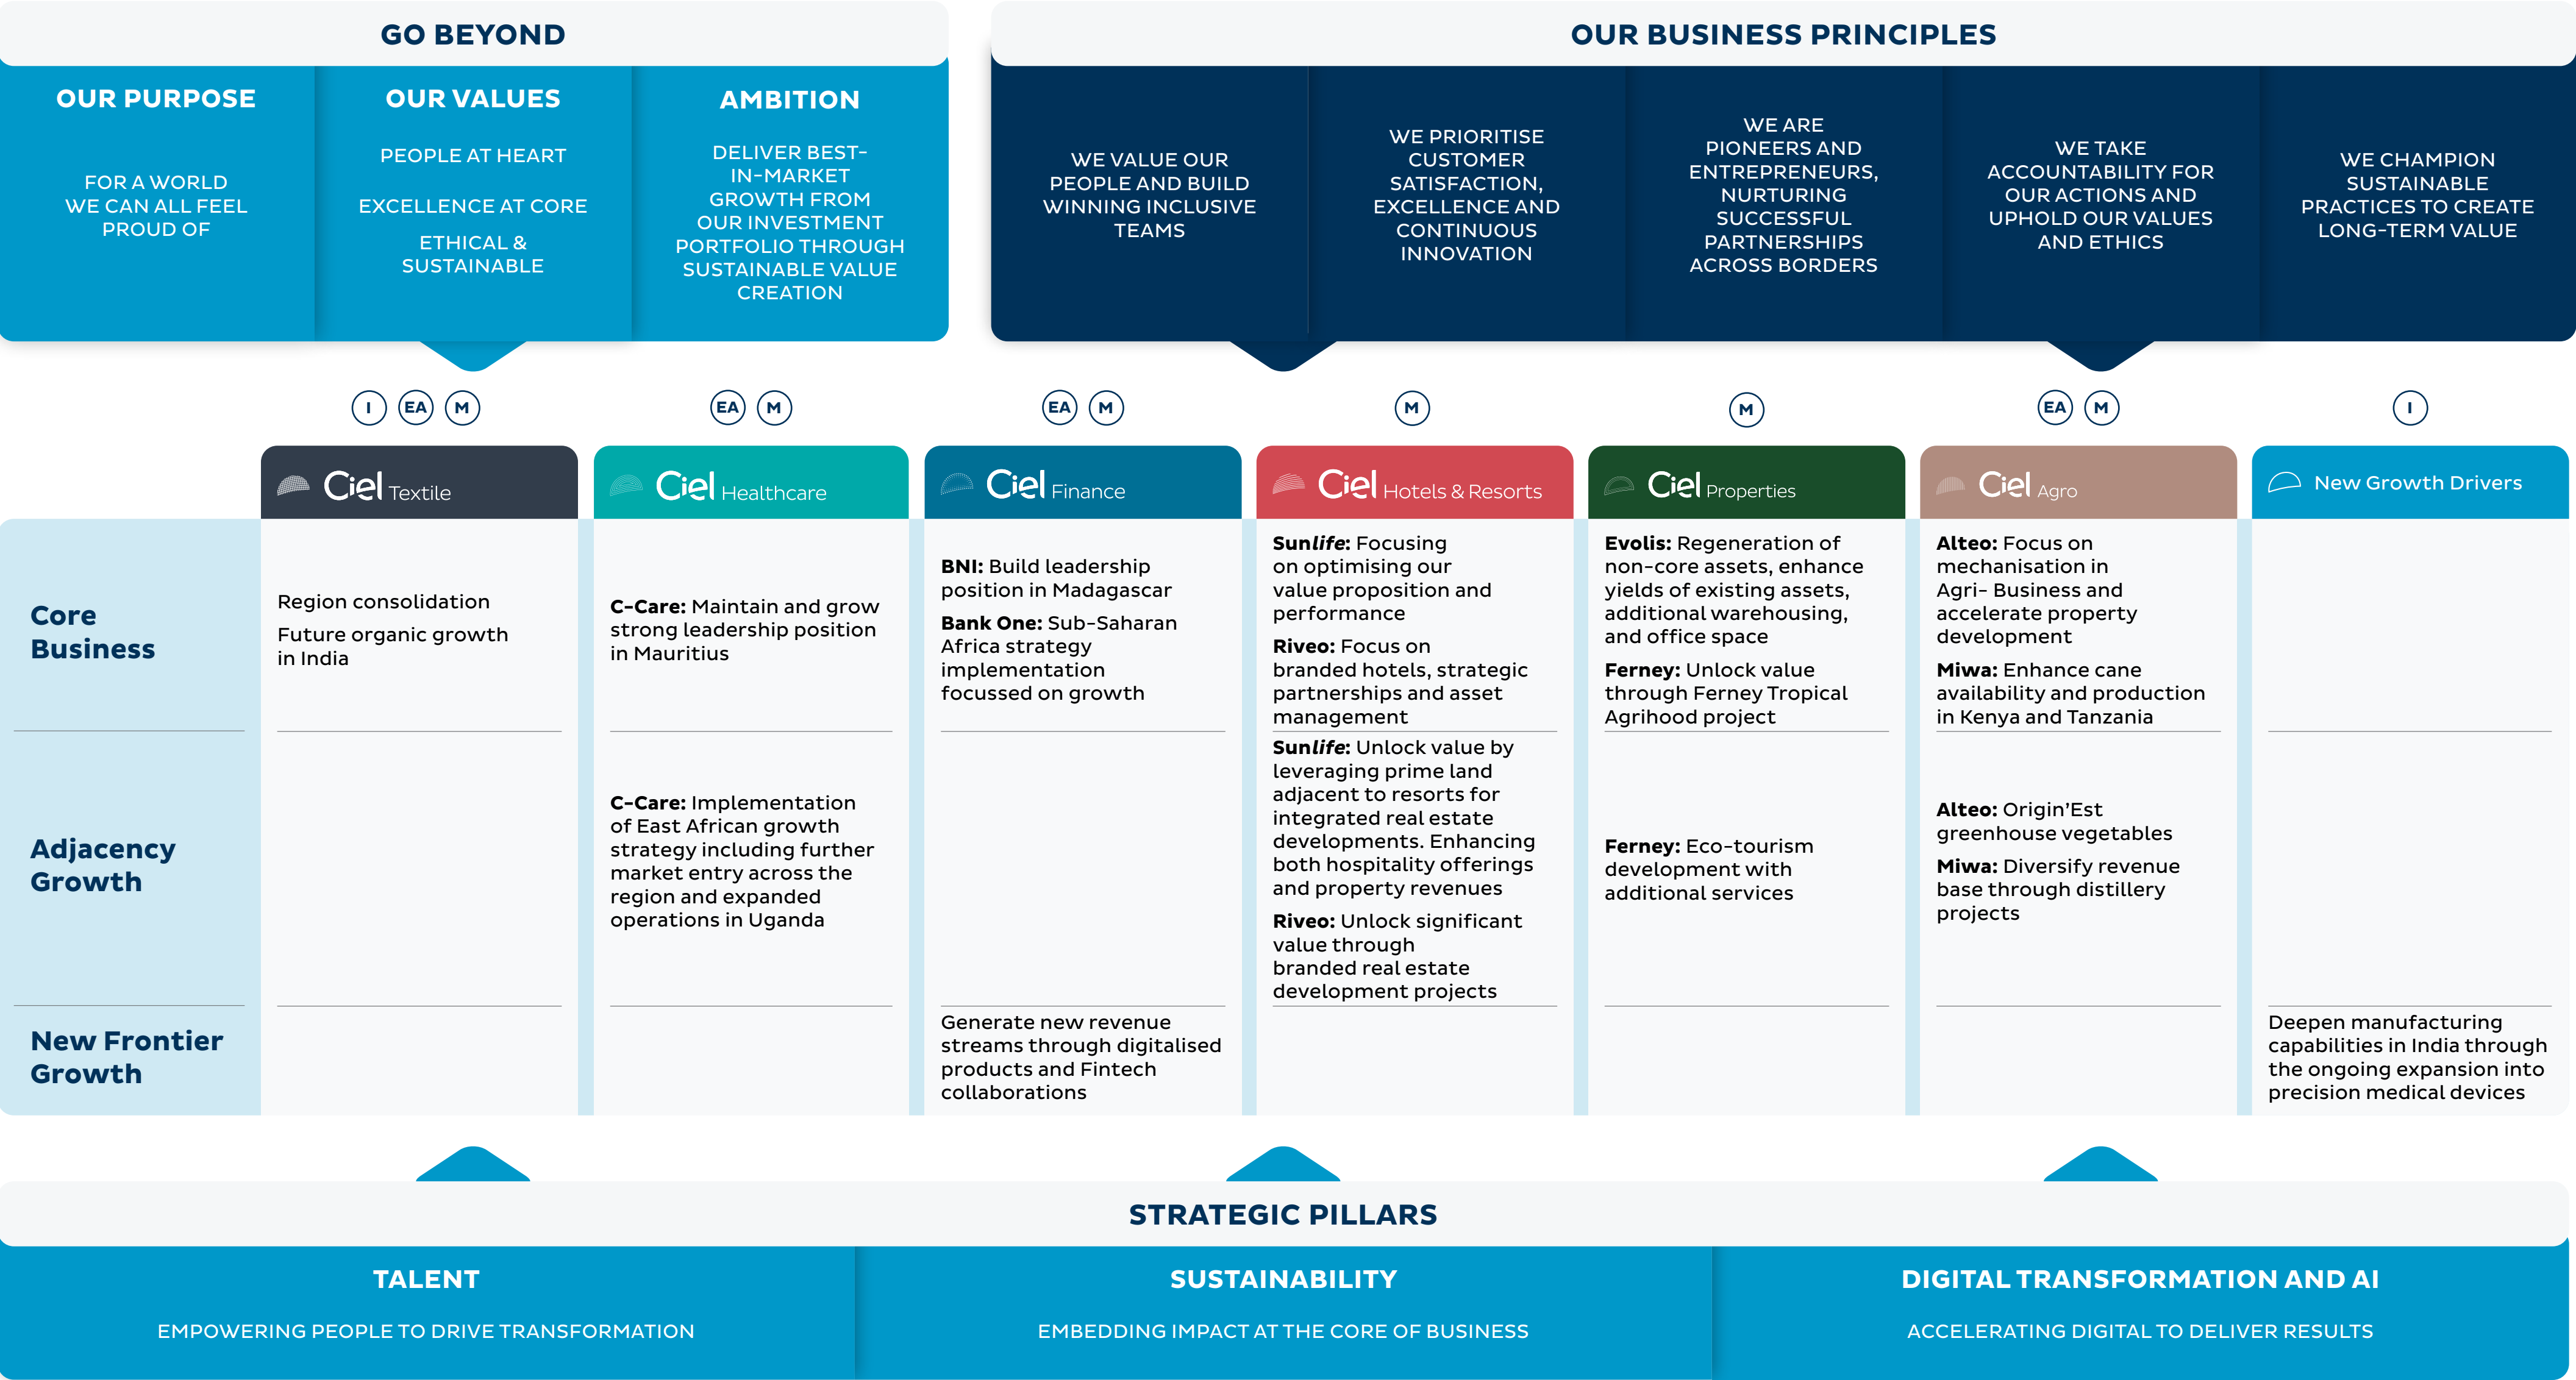 GO BEYOND
OUR PURPOSE
FOR A WORLD
WE CAN ALL FEEL
PROUD OF
OUR VALUES
PEOPLE AT HEART
EXCELLENCE AT CORE
ETHICAL &
SUSTAINABLE
AMBITION
DELIVER BEST-
IN-MARKET
GROWTH FROM
OUR INVESTMENT
PORTFOLIO THROUGH
SUSTAINABLE VALUE
CREATION
OUR BUSINESS PRINCIPLES
WE VALUE OUR
PEOPLE AND BUILD
WINNING INCLUSIVE
TEAMS
WE PRIORITISE
CUSTOMER
SATISFACTION,
EXCELLENCE AND
CONTINUOUS
INNOVATION
WE ARE
PIONEERS AND
ENTREPRENEURS,
NURTURING
SUCCESSFUL
PARTNERSHIPS
ACROSS BORDERS
WE TAKE
ACCOUNTABILITY FOR
OUR ACTIONS AND
UPHOLD OUR VALUES
AND ETHICS
WE CHAMPION
SUSTAINABLE
PRACTICES TO CREATE
LONG-TERM VALUE
I EA M
EA M
EA M
M
M
EA M
I
Ciel Textile
Ciel Healthcare
Ciel Finance
Ciel Hotels & Resorts
Ciel Properties
Ciel Agro
New Growth Drivers
Core
Business
Region consolidation
Future organic growth
in India
C-Care: Maintain and grow
strong leadership position
in Mauritius
BNI: Build leadership
position in Madagascar
Bank One: Sub-Saharan
Africa strategy
implementation
focussed on growth
Sunlife: Focusing
on optimising our
value proposition and
performance
Riveo: Focus on
branded hotels, strategic
partnerships and asset
management
Evolis: Regeneration of
non-core assets, enhance
yields of existing assets,
additional warehousing,
and office space
Ferney: Unlock value
through Ferney Tropical
Agrihood project
Alteo: Focus on
mechanisation in
Agri- Business and
accelerate property
development
Miwa: Enhance cane
availability and production
in Kenya and Tanzania
Adjacency
Growth
C-Care: Implementation
of East African growth
strategy including further
market entry across the
region and expanded
operations in Uganda
Sunlife: Unlock value by
leveraging prime land
adjacent to resorts for
integrated real estate
developments. Enhancing
both hospitality offerings
and property revenues
Riveo: Unlock significant
value through
branded real estate
development projects
Ferney: Eco-tourism
development with
additional services
Alteo: Origin’Est
greenhouse vegetables
Miwa: Diversify revenue
base through distillery
projects
New Frontier
Growth
Generate new revenue
streams through digitalised
products and Fintech
collaborations
Deepen manufacturing
capabilities in India through
the ongoing expansion into
precision medical devices
STRATEGIC PILLARS
TALENT
EMPOWERING PEOPLE TO DRIVE TRANSFORMATION
SUSTAINABILITY
EMBEDDING IMPACT AT THE CORE OF BUSINESS
DIGITAL TRANSFORMATION AND AI
ACCELERATING DIGITAL TO DELIVER RESULTS